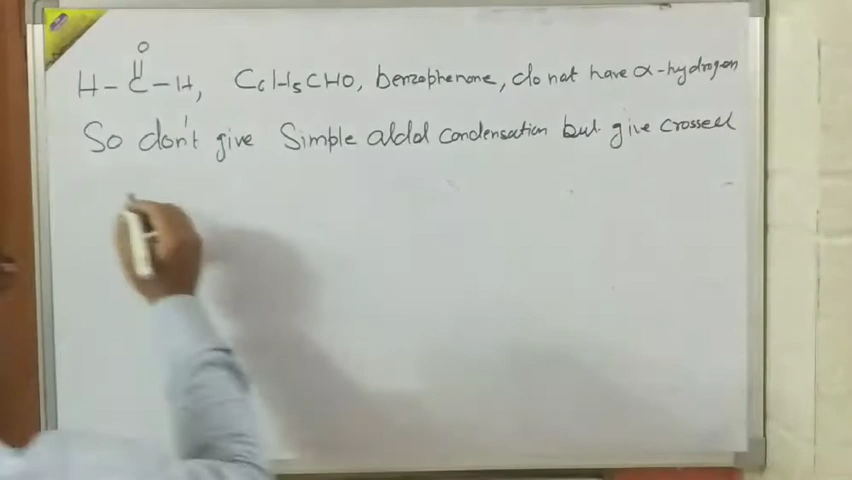 O
H-C-H, C6H5CHO, benzophenone, do not have α-hydrogen
So don't give Simple aldol condensation but give crossed